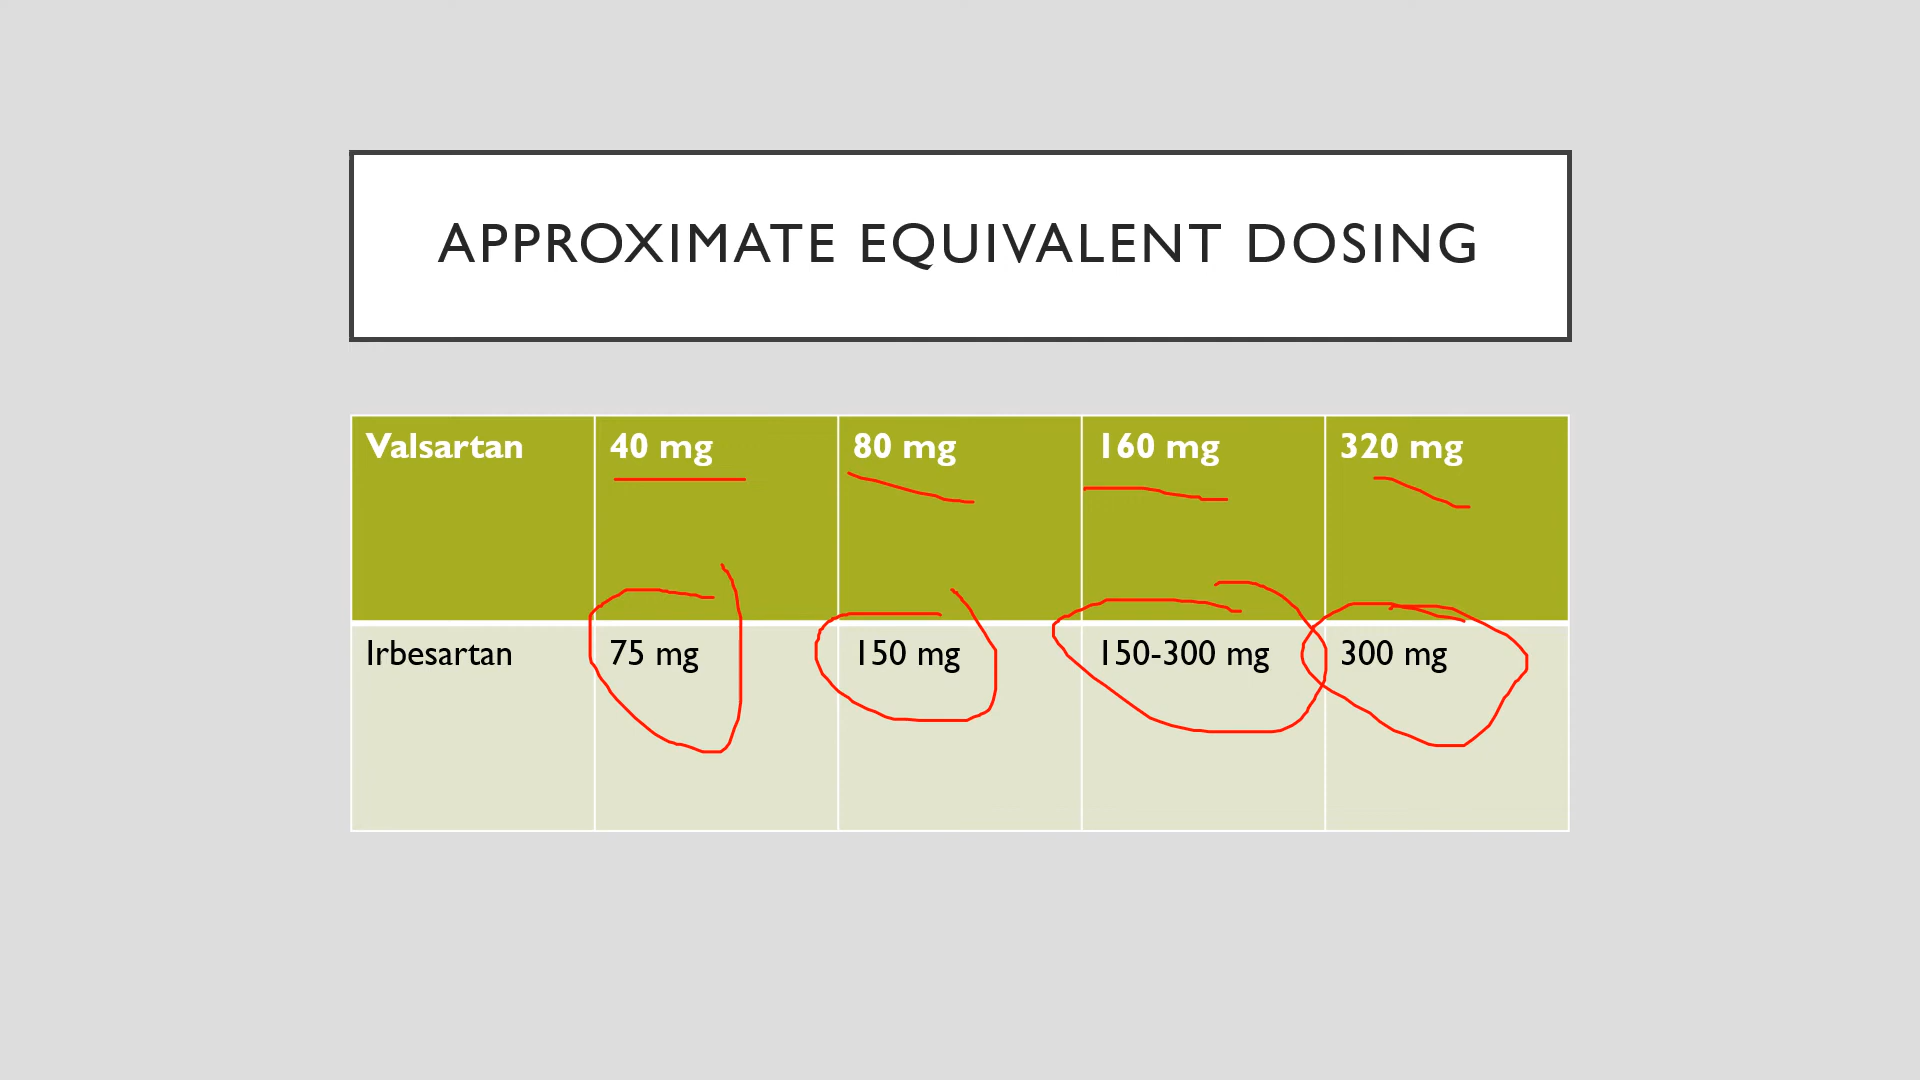 APPROXIMATE EQUIVALENT DOSING
Valsartan 40 mg 80 mg 160 mg 320 mg
Irbesartan 75 mg 150 mg 150-300 mg 300 mg